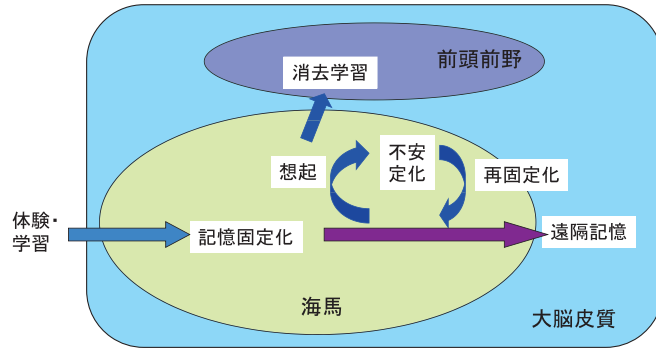 前頭前野
消去学習
想起
不安
定化
再固定化
体験・
学習
記憶固定化
遠隔記憶
海馬
大脳皮質